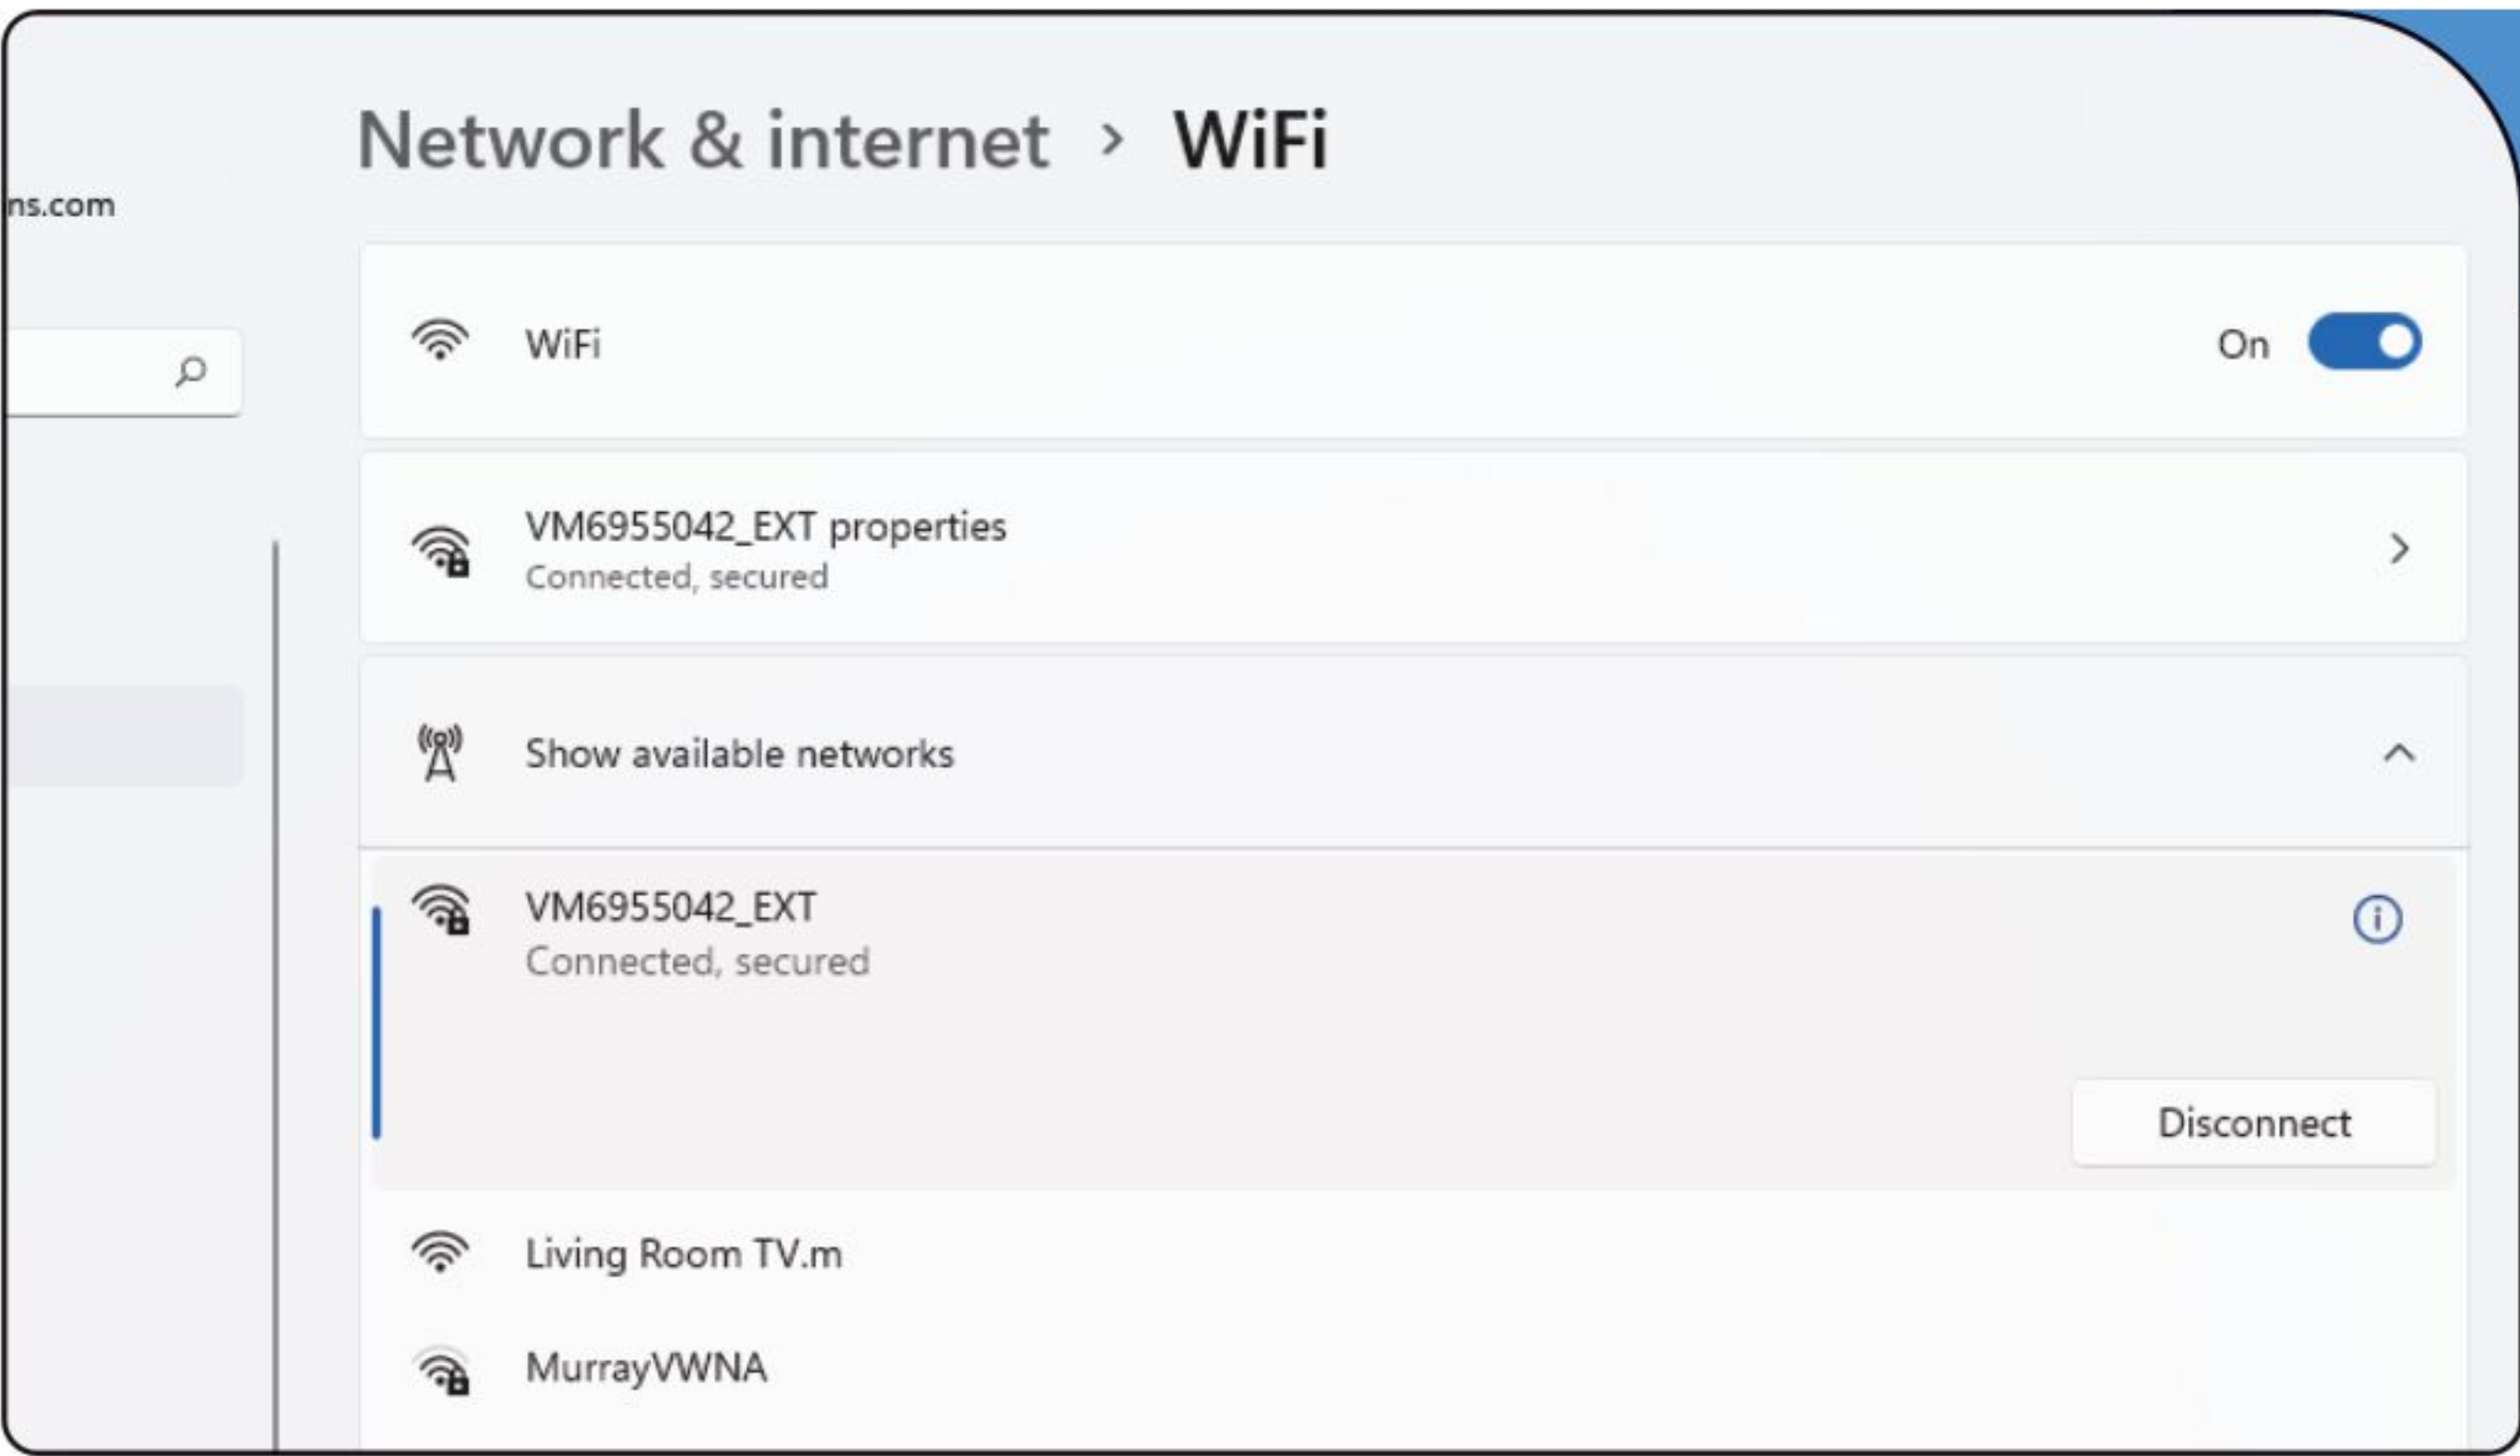 Network & internet > WiFi
ns.com
WiFi
On
VM6955042_EXT properties
Connected, secured
Show available networks
VM6955042_EXT
Connected, secured
Disconnect
Living Room TV.m
MurrayVWNA